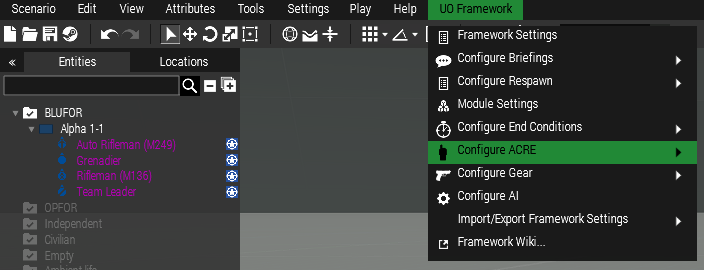 Scenario Edit View Attributes Tools Settings Play Help UO Framework
Entities Locations
BLUFOR
Alpha 1-1
Auto Rifleman (M249)
Grenadier
Rifleman (M136)
Team Leader
OPFOR
Independent
Civilian
Empty
Ambient life
Framework Settings
Configure Briefings
Configure Respawn
Module Settings
Configure End Conditions
Configure ACRE
Configure Gear
Configure AI
Import/Export Framework Settings
Framework Wiki...